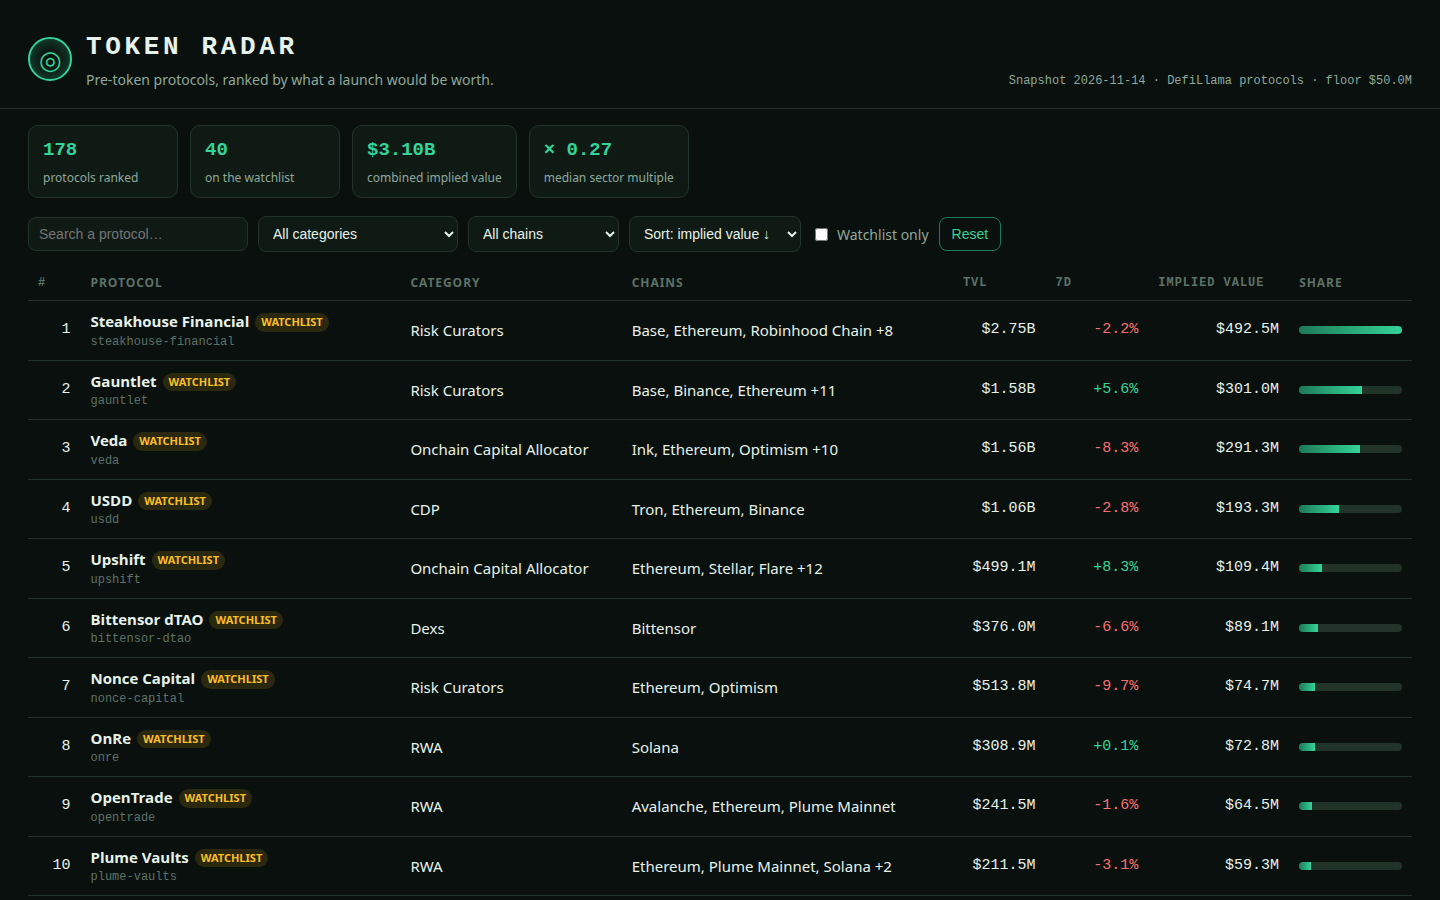 TOKEN RADAR
Pre-token protocols, ranked by what a launch would be worth.
Snapshot 2026-11-14 · DefiLlama protocols · floor $50.0M
178
protocols ranked
40
on the watchlist
$3.10B
combined implied value
× 0.27
median sector multiple
Search a protocol…
All categories
All chains
Sort: implied value ↓
Watchlist only
Reset
# PROTOCOL CATEGORY CHAINS TVL 7D IMPLIED VALUE SHARE
1 Steakhouse Financial WATCHLIST Risk Curators Base, Ethereum, Robinhood Chain +8 $2.75B -2.2% $492.5M
steakhouse-financial
2 Gauntlet WATCHLIST Risk Curators Base, Binance, Ethereum +11 $1.58B +5.6% $301.0M
gauntlet
3 Veda WATCHLIST Onchain Capital Allocator Ink, Ethereum, Optimism +10 $1.56B -8.3% $291.3M
veda
4 USDD WATCHLIST CDP Tron, Ethereum, Binance $1.06B -2.8% $193.3M
usdd
5 Upshift WATCHLIST Onchain Capital Allocator Ethereum, Stellar, Flare +12 $499.1M +8.3% $109.4M
upshift
6 Bittensor dTAO WATCHLIST Dexs Bittensor $376.0M -6.6% $89.1M
bittensor-dtao
7 Nonce Capital WATCHLIST Risk Curators Ethereum, Optimism $513.8M -9.7% $74.7M
nonce-capital
8 OnRe WATCHLIST RWA Solana $308.9M +0.1% $72.8M
onre
9 OpenTrade WATCHLIST RWA Avalanche, Ethereum, Plume Mainnet $241.5M -1.6% $64.5M
opentrade
10 Plume Vaults WATCHLIST RWA Ethereum, Plume Mainnet, Solana +2 $211.5M -3.1% $59.3M
plume-vaults